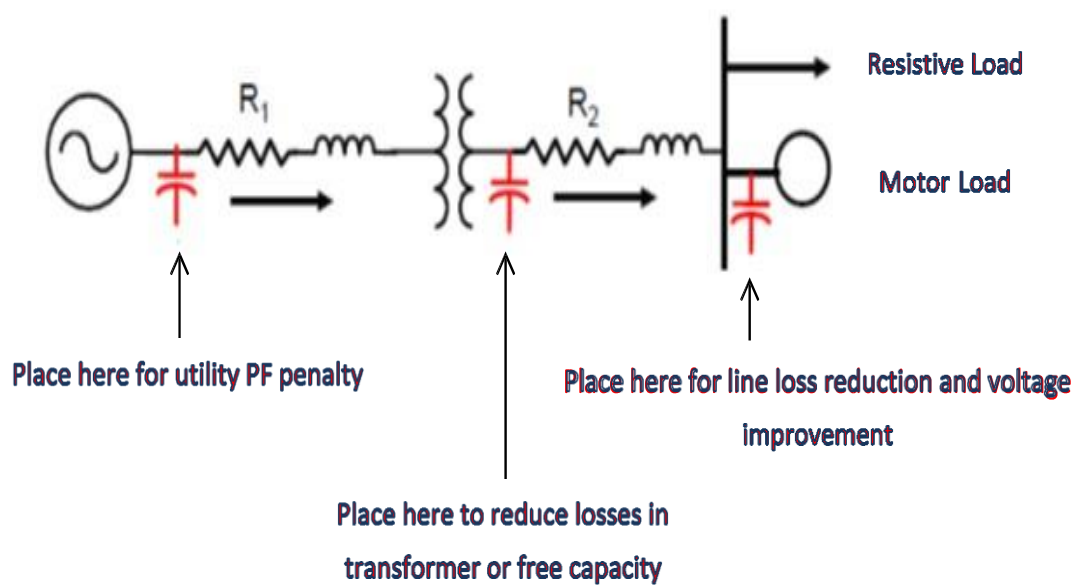 R1
R2
Resistive Load
Motor Load
Place here for utility PF penalty
Place here for line loss reduction and voltage
improvement
Place here to reduce losses in
transformer or free capacity